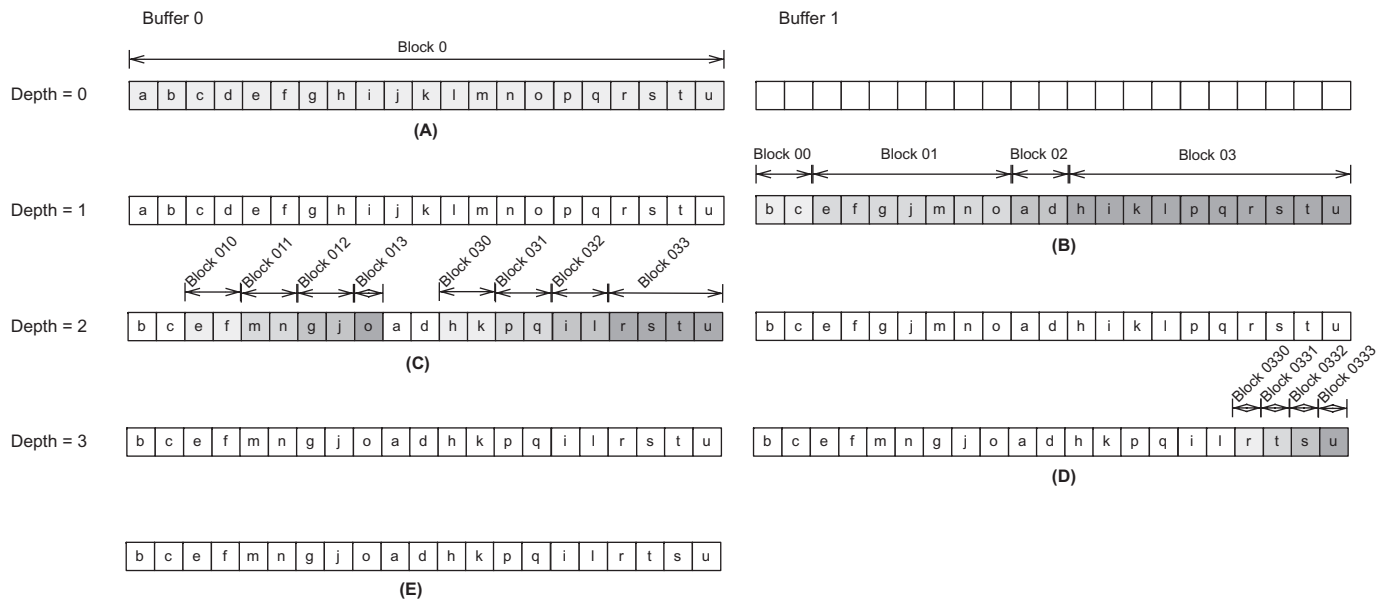 Buffer 0 Buffer 1
Block 0
Depth = 0 a b c d e f g h i j k l m n o p q r s t u
(A)
Block 00 Block 01 Block 02 Block 03
Depth = 1 a b c d e f g h i j k l m n o p q r s t u b c e f g j m n o a d h i k l p q r s t u
(B)
Block 010 Block 011 Block 012 Block 013 Block 030 Block 031 Block 032 Block 033
Depth = 2 b c e f m n g j o a d h k p q i l r s t u b c e f g j m n o a d h i k l p q r s t u
(C)
Block 0330 Block 0331 Block 0332 Block 0333
Depth = 3 b c e f m n g j o a d h k p q i l r s t u b c e f m n g j o a d h k p q i l r t s u
(D)
b c e f m n g j o a d h k p q i l r t s u
(E)